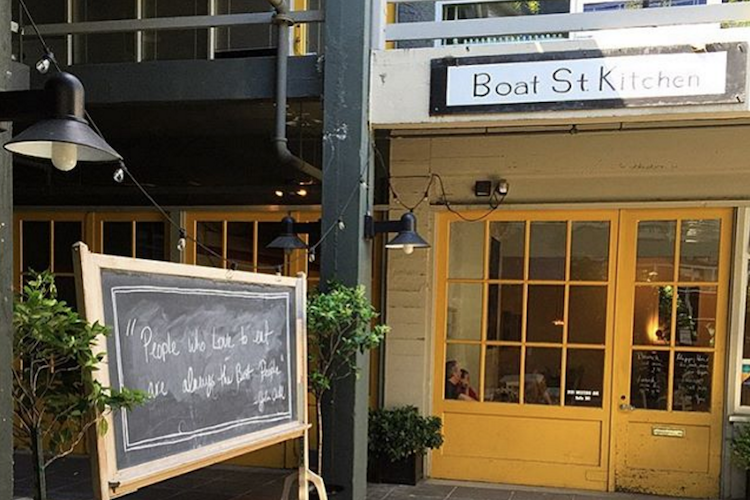 Boat St. Kitchen
"People who Love to eat
are always the Best People"
-Julia Child